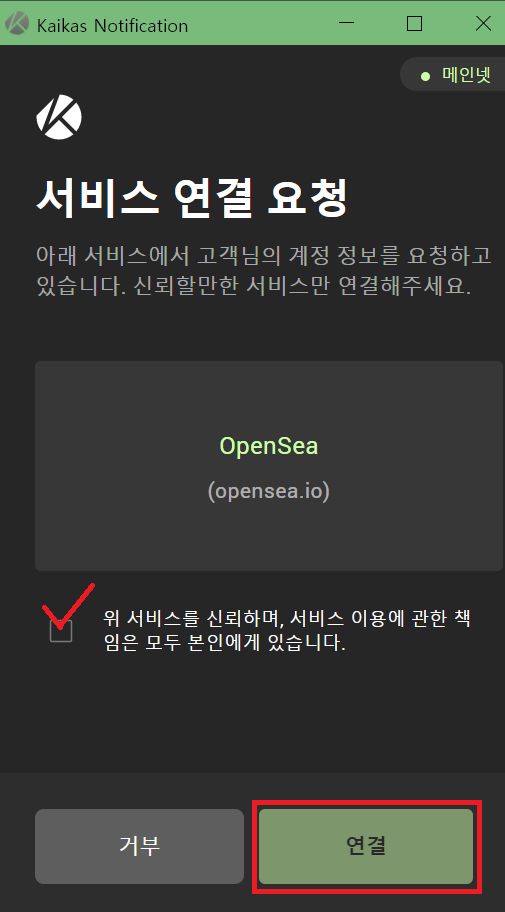 Kaikas Notification
메인넷
서비스 연결 요청
아래 서비스에서 고객님의 계정 정보를 요청하고
있습니다. 신뢰할만한 서비스만 연결해주세요.
OpenSea
(opensea.io)
위 서비스를 신뢰하며, 서비스 이용에 관한 책
임은 모두 본인에게 있습니다.
거부
연결